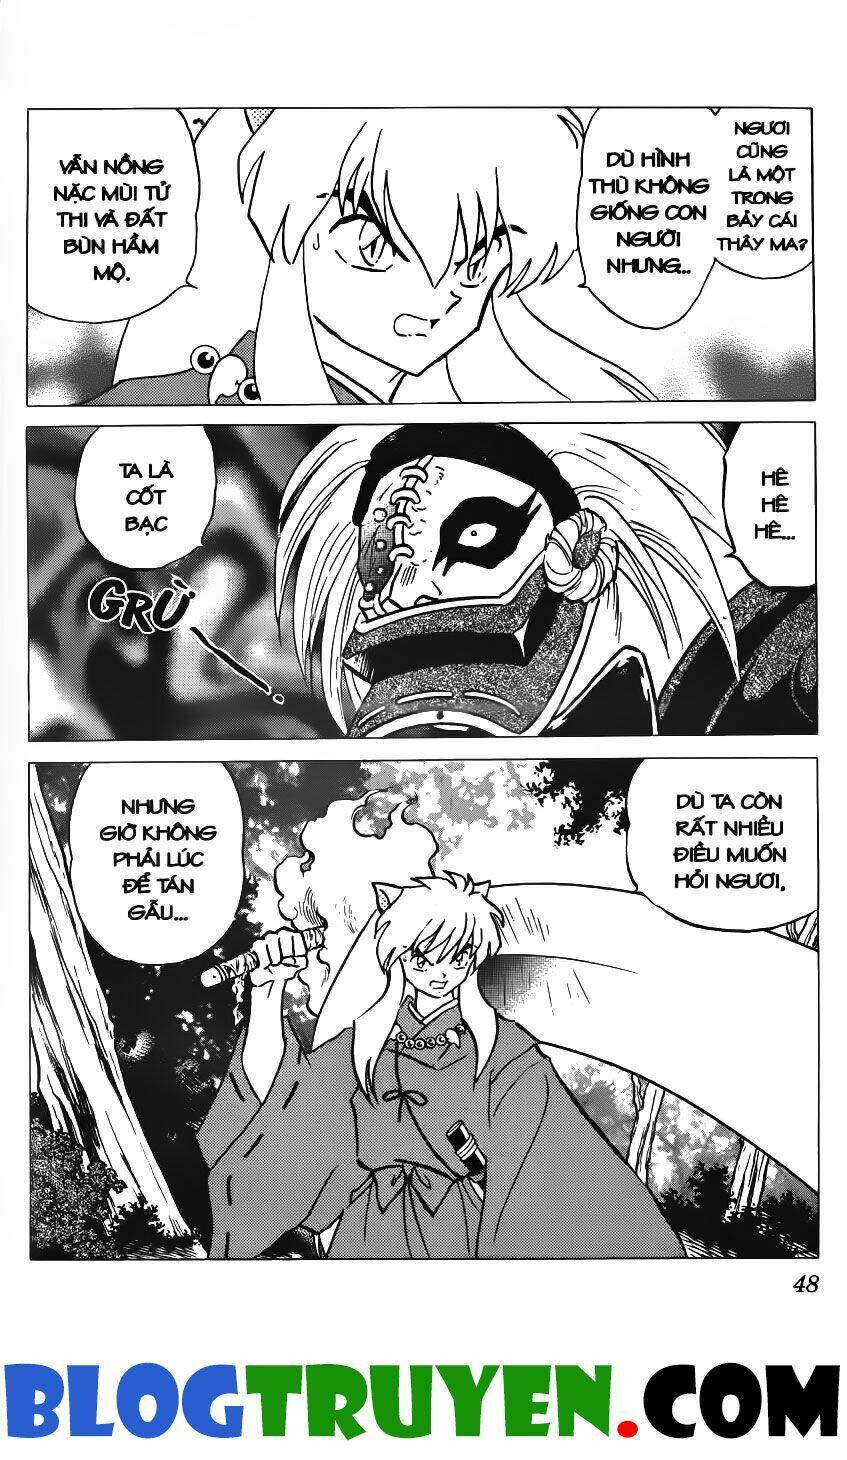 NGƯƠI
CŨNG
LÀ MỘT
TRONG
BẢY CÁI
THÂY MA?
DÙ HÌNH
THÙ KHÔNG
GIỐNG CON
NGƯỜI
NHƯNG...
VẪN NỒNG
NẶC MÙI TỬ
THI VÀ ĐẤT
BÙN HẦM
MỘ.
HÊ
HÊ
HÊ...
TA LÀ
CỐT
BẠC
GRỪ
DÙ TA CÒN
RẤT NHIỀU
ĐIỀU MUỐN
HỎI NGƯƠI,
NHƯNG
GIỜ KHÔNG
PHẢI LÚC
ĐỂ TÁN
GẪU...
48
BLOGTRUYEN.COM